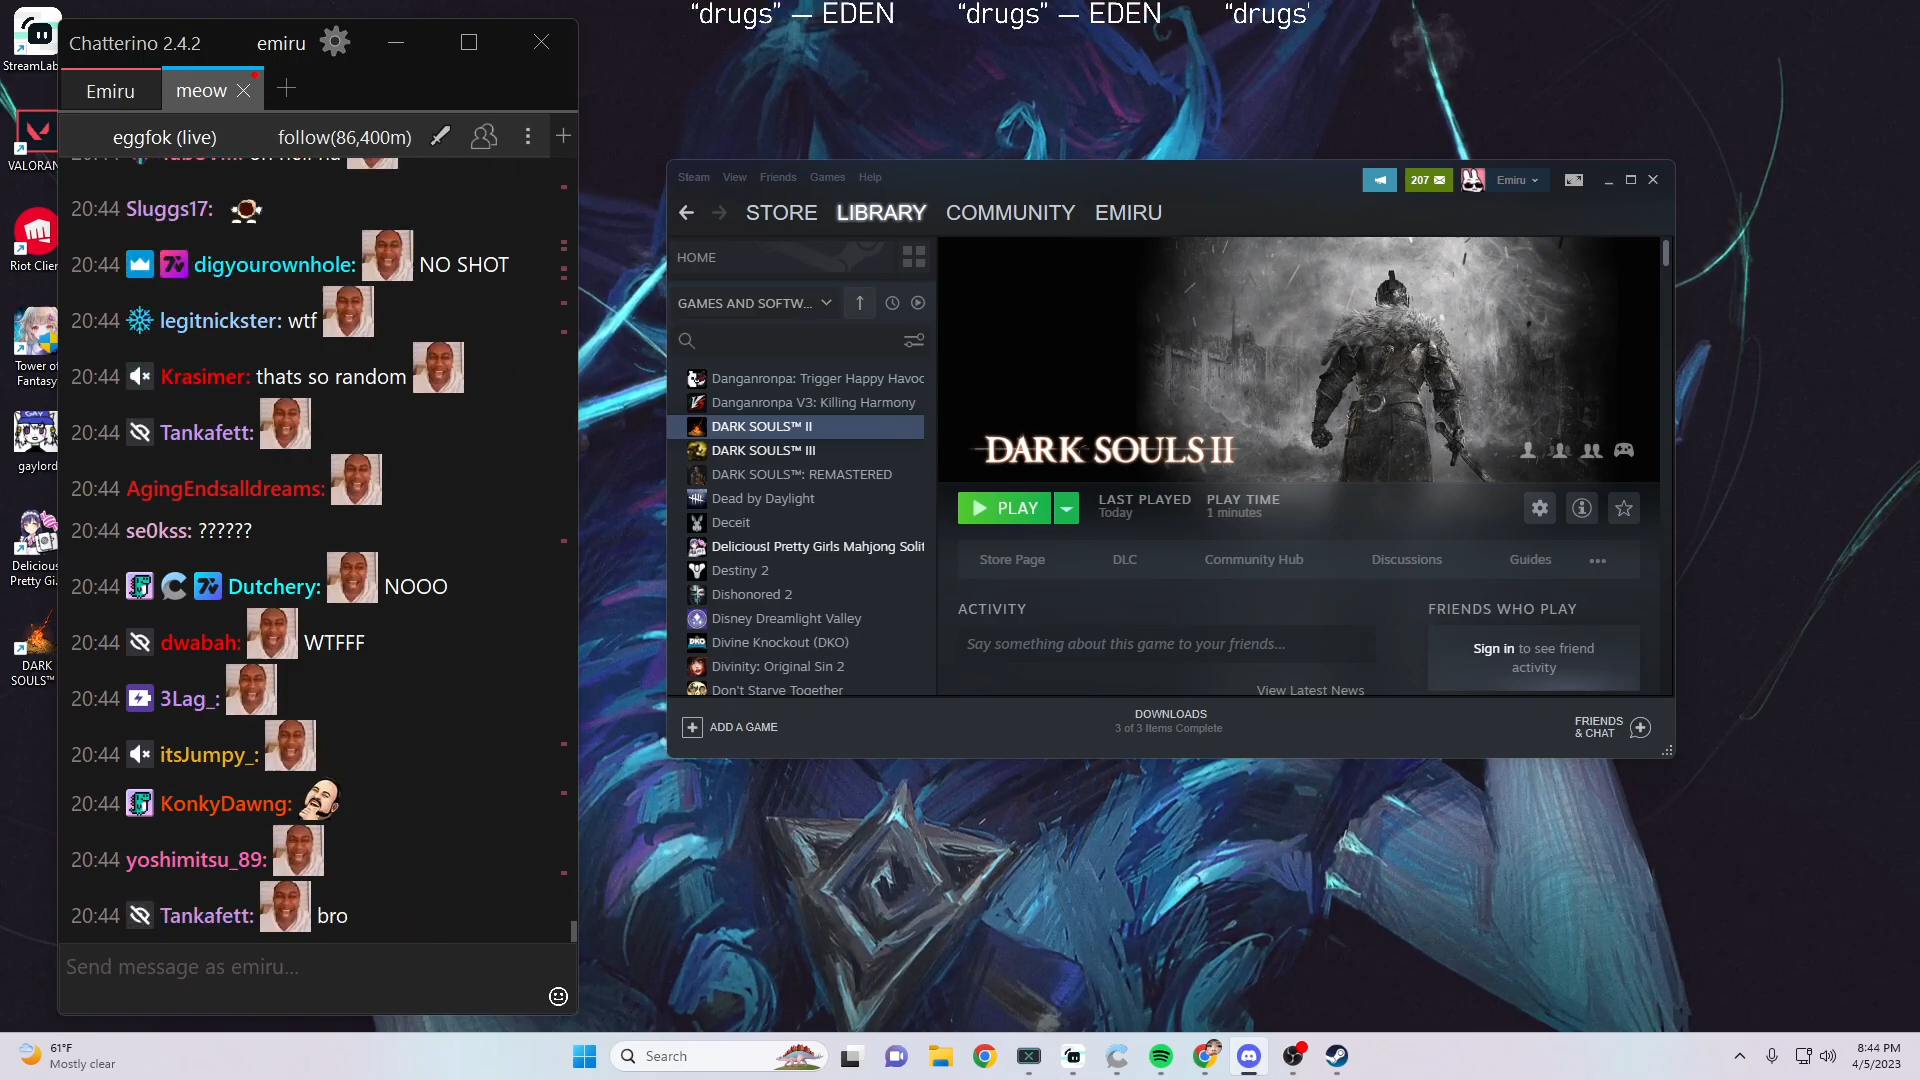 “drugs” — EDEN “drugs” — EDEN “drugs’
StreamLab
VALORAN
Riot Clien
Tower of
Fantasy
GAY
gaylord
Delicious
Pretty Gi...
DARK
SOULS™
Chatterino 2.4.2 emiru
Emiru meow
eggfok (live) follow(86,400m)
20:44 Sluggs17:
20:44 digyourownhole: NO SHOT
20:44 legitnickster: wtf
20:44 Krasimer: thats so random
20:44 Tankafett:
20:44 AgingEndsalldreams:
20:44 se0kss: ??????
20:44 Dutchery: NOOO
20:44 dwabah: WTFFF
20:44 3Lag_:
20:44 itsJumpy_:
20:44 KonkyDawng:
20:44 yoshimitsu_89:
20:44 Tankafett: bro
Send message as emiru...
Steam View Friends Games Help
207 Emiru
STORE LIBRARY COMMUNITY EMIRU
HOME
GAMES AND SOFTW...
Danganronpa: Trigger Happy Havoc
Danganronpa V3: Killing Harmony
DARK SOULS™ II
DARK SOULS™ III
DARK SOULS™: REMASTERED
Dead by Daylight
Deceit
Delicious! Pretty Girls Mahjong Solit
Destiny 2
Dishonored 2
Disney Dreamlight Valley
Divine Knockout (DKO)
Divinity: Original Sin 2
Don't Starve Together
DARK SOULS II
PLAY
LAST PLAYED
Today
PLAY TIME
1 minutes
Store Page DLC Community Hub Discussions Guides
ACTIVITY
Say something about this game to your friends...
View Latest News
FRIENDS WHO PLAY
Sign in to see friend
activity
ADD A GAME
DOWNLOADS
3 of 3 Items Complete
FRIENDS
& CHAT
61°F
Mostly clear
Search
8:44 PM
4/5/2023